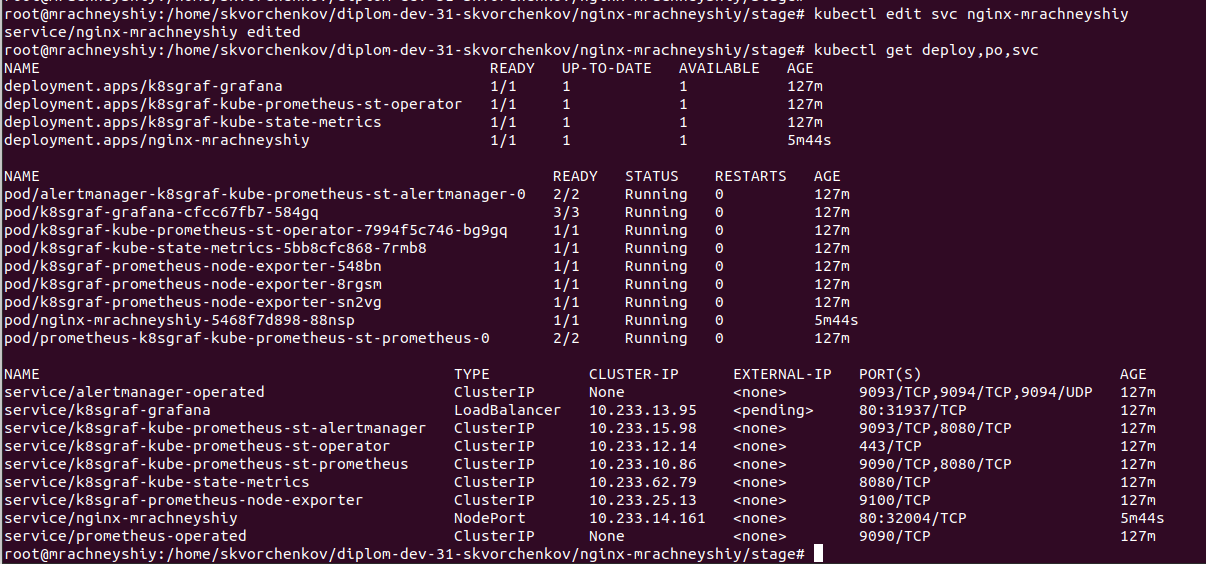 root@mrachneyshiy:/home/skvorchenkov/diplom-dev-31-skvorchenkov/nginx-mrachneyshiy/stage# kubectl edit svc nginx-mrachneyshiy
service/nginx-mrachneyshiy edited
root@mrachneyshiy:/home/skvorchenkov/diplom-dev-31-skvorchenkov/nginx-mrachneyshiy/stage# kubectl get deploy,po,svc
NAME READY UP-TO-DATE AVAILABLE AGE
deployment.apps/k8sgraf-grafana 1/1 1 1 127m
deployment.apps/k8sgraf-kube-prometheus-st-operator 1/1 1 1 127m
deployment.apps/k8sgraf-kube-state-metrics 1/1 1 1 127m
deployment.apps/nginx-mrachneyshiy 1/1 1 1 5m44s
NAME READY STATUS RESTARTS AGE
pod/alertmanager-k8sgraf-kube-prometheus-st-alertmanager-0 2/2 Running 0 127m
pod/k8sgraf-grafana-cfcc67fb7-584gq 3/3 Running 0 127m
pod/k8sgraf-kube-prometheus-st-operator-7994f5c746-bg9gq 1/1 Running 0 127m
pod/k8sgraf-kube-state-metrics-5bb8cfc868-7rmb8 1/1 Running 0 127m
pod/k8sgraf-prometheus-node-exporter-548bn 1/1 Running 0 127m
pod/k8sgraf-prometheus-node-exporter-8rgsm 1/1 Running 0 127m
pod/k8sgraf-prometheus-node-exporter-sn2vg 1/1 Running 0 127m
pod/nginx-mrachneyshiy-5468f7d898-88nsp 1/1 Running 0 5m44s
pod/prometheus-k8sgraf-kube-prometheus-st-prometheus-0 2/2 Running 0 127m
NAME TYPE CLUSTER-IP EXTERNAL-IP PORT(S) AGE
service/alertmanager-operated ClusterIP None <none> 9093/TCP,9094/TCP,9094/UDP 127m
service/k8sgraf-grafana LoadBalancer 10.233.13.95 <pending> 80:31937/TCP 127m
service/k8sgraf-kube-prometheus-st-alertmanager ClusterIP 10.233.15.98 <none> 9093/TCP,8080/TCP 127m
service/k8sgraf-kube-prometheus-st-operator ClusterIP 10.233.12.14 <none> 443/TCP 127m
service/k8sgraf-kube-prometheus-st-prometheus ClusterIP 10.233.10.86 <none> 9090/TCP,8080/TCP 127m
service/k8sgraf-kube-state-metrics ClusterIP 10.233.62.79 <none> 8080/TCP 127m
service/k8sgraf-prometheus-node-exporter ClusterIP 10.233.25.13 <none> 9100/TCP 127m
service/nginx-mrachneyshiy NodePort 10.233.14.161 <none> 80:32004/TCP 5m44s
service/prometheus-operated ClusterIP None <none> 9090/TCP 127m
root@mrachneyshiy:/home/skvorchenkov/diplom-dev-31-skvorchenkov/nginx-mrachneyshiy/stage#